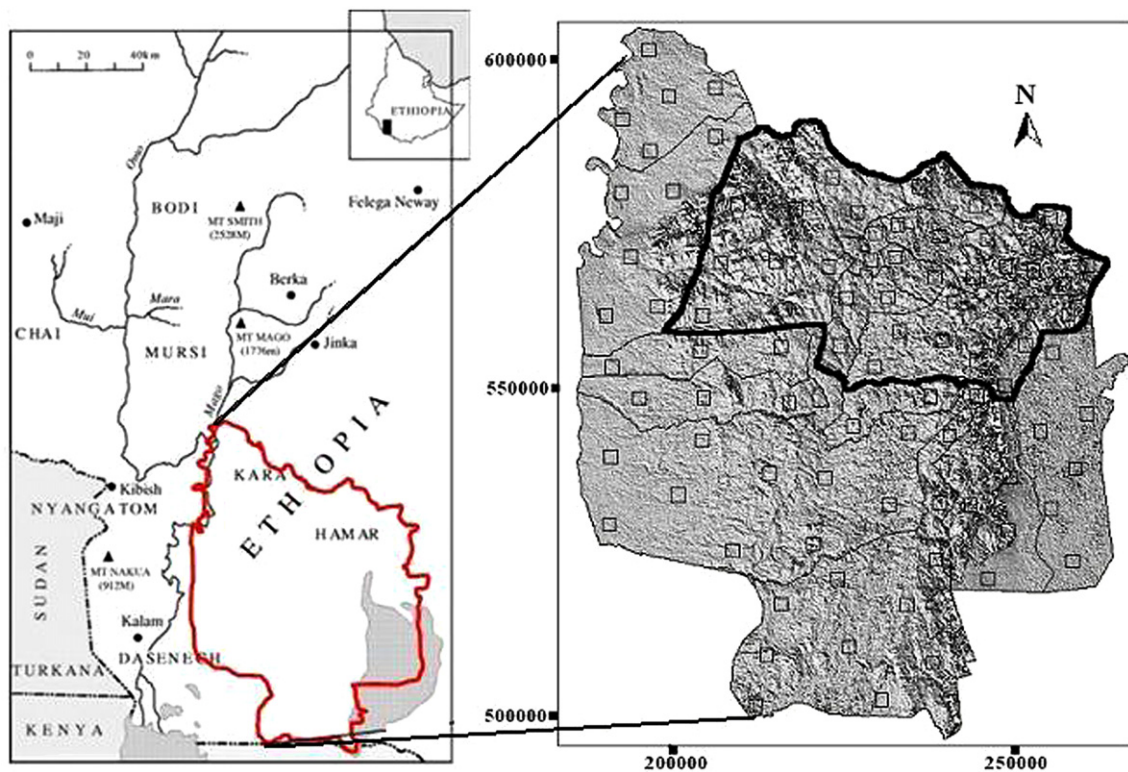 0 20 40km
ETHIOPIA
Omo
BODI
MT SMITH
(2528M)
Felega Neway
Maji
Berka
Mara
Mui
CHAI
MT MAGO
(1776m)
MURSI
Jinka
Mago
KARA
ETHIOPIA
Kibish
NYANGATOM
HAMAR
SUDAN
MT NAKUA
(912M)
Kalam
DASENECH
TURKANA
KENYA
600000
N
550000
500000
200000
250000